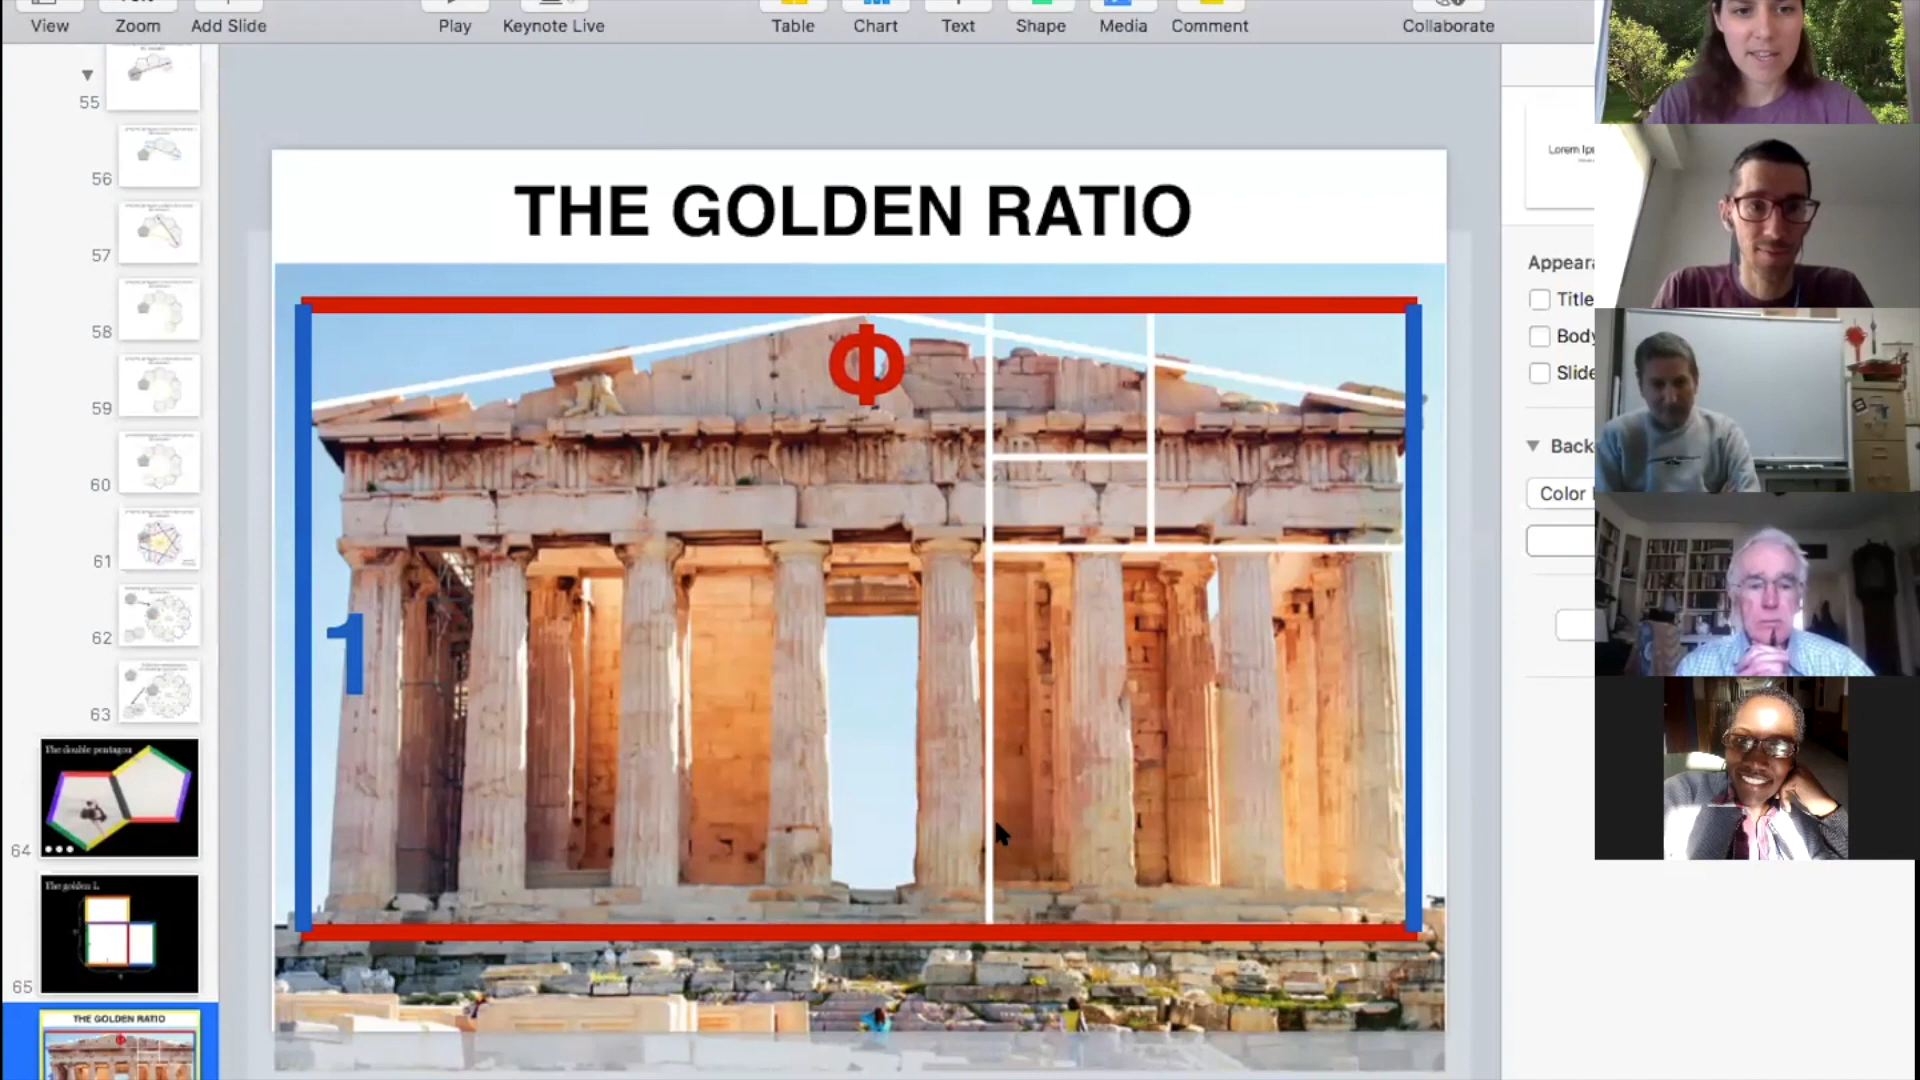 View
Zoom
Add Slide
Play
Keynote Live
Table
Chart
Text
Shape
Media
Comment
Collaborate
55
56
57
58
59
60
61
62
63
The double pentagon
64
The golden L
65
THE GOLDEN RATIO
THE GOLDEN RATIO
Φ
1
Lorem Ip
Appear
Title
Body
Slide
Back
Color